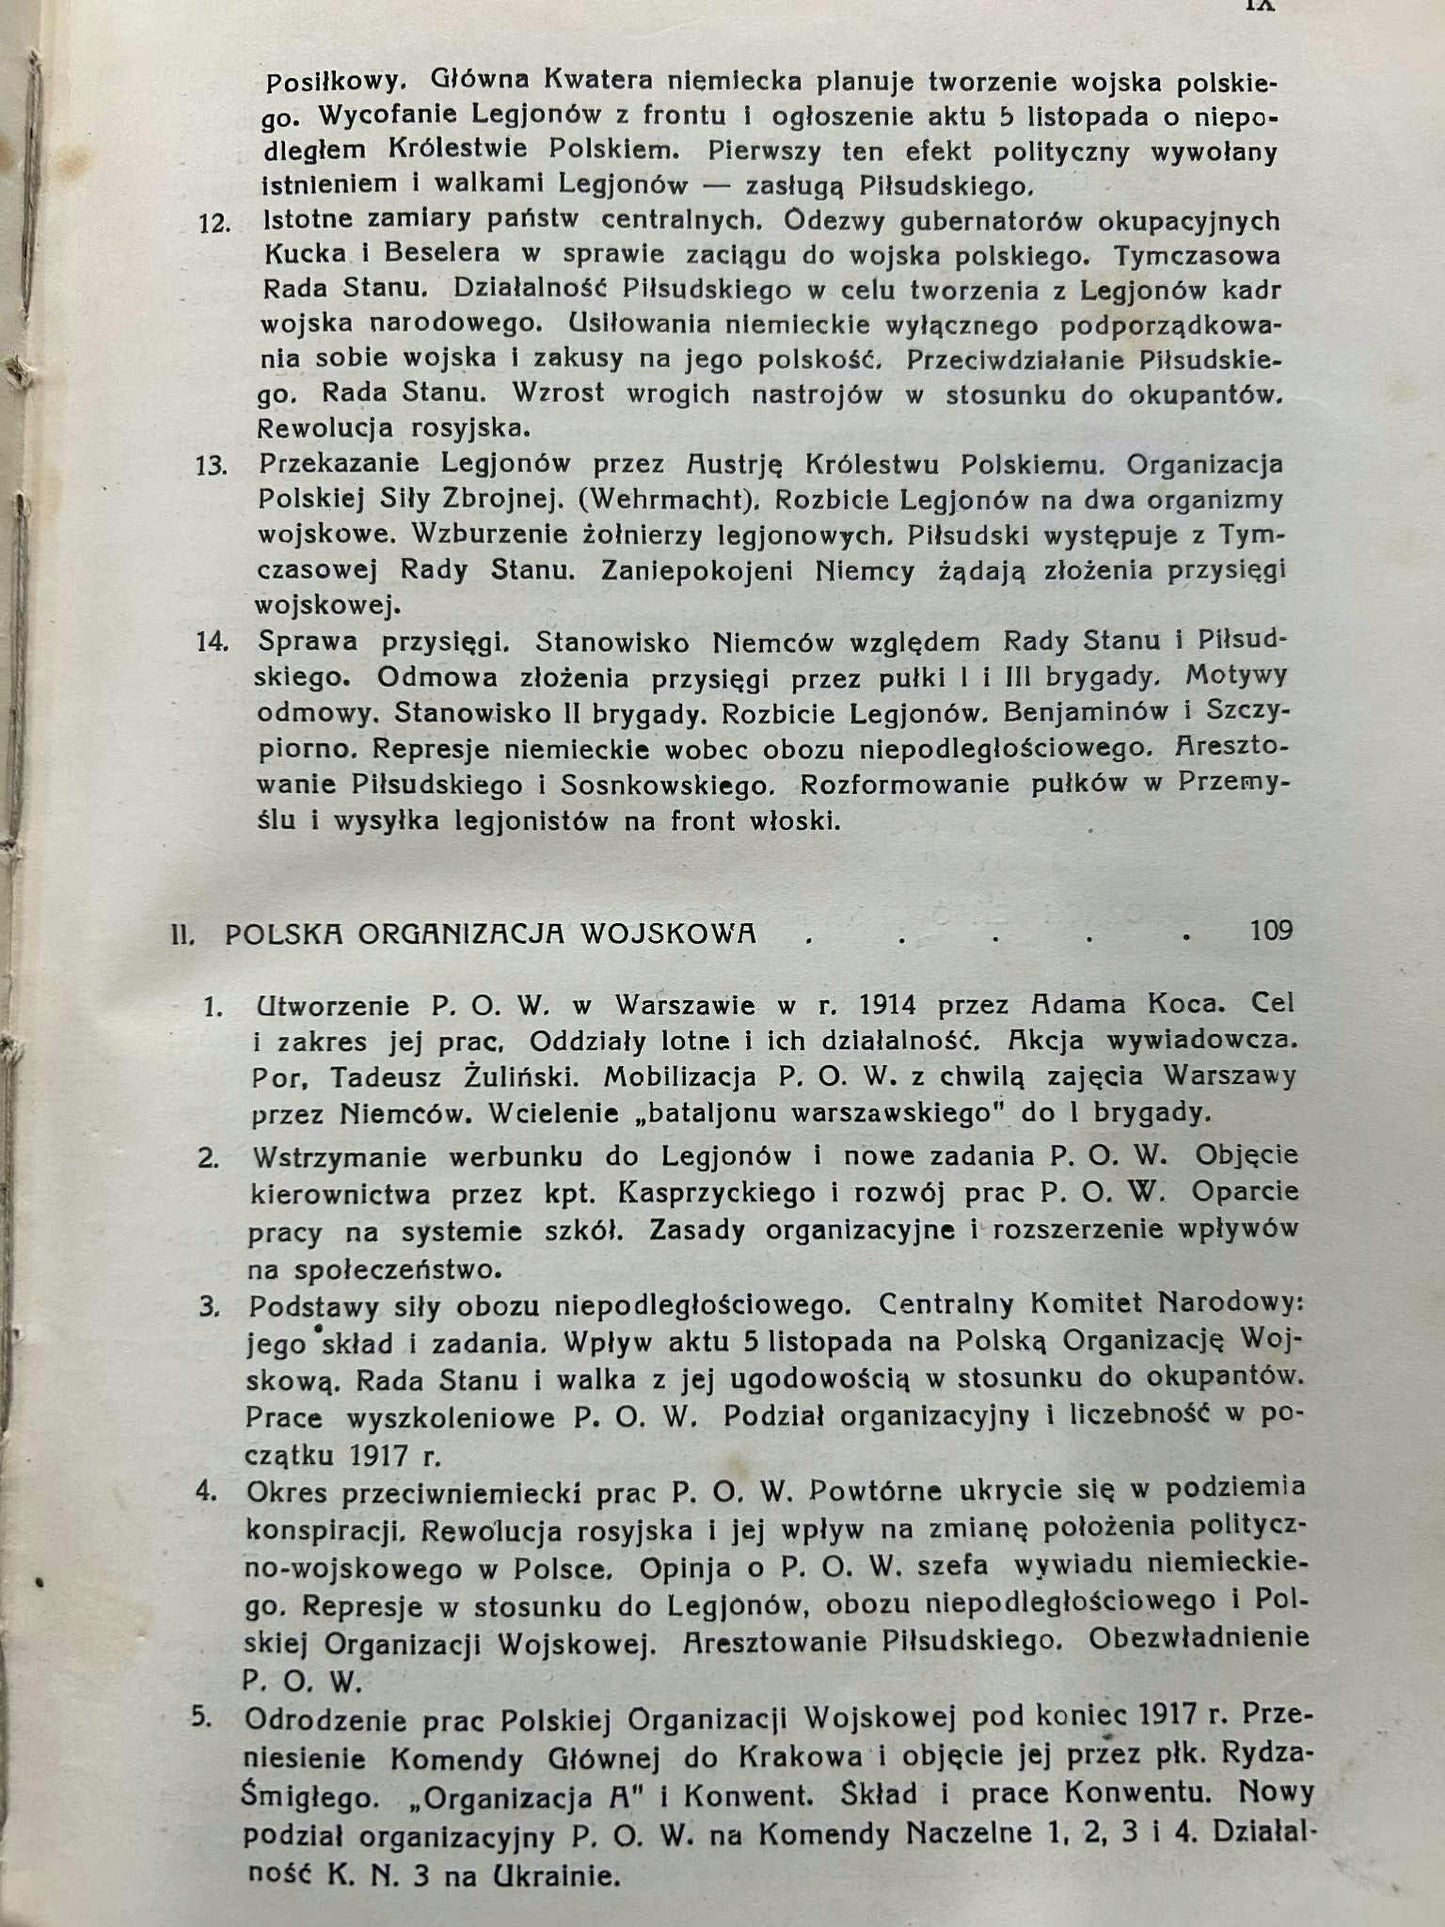 IX
Posiłkowy. Główna Kwatera niemiecka planuje tworzenie wojska polskie-
go. Wycofanie Legjonów z frontu i ogłoszenie aktu 5 listopada o niepo-
dległem Królestwie Polskiem. Pierwszy ten efekt polityczny wywołany
istnieniem i walkami Legjonów — zasługą Piłsudskiego.
12. Istotne zamiary państw centralnych. Odezwy gubernatorów okupacyjnych
Kucka i Beselera w sprawie zaciągu do wojska polskiego. Tymczasowa
Rada Stanu. Działalność Piłsudskiego w celu tworzenia z Legjonów kadr
wojska narodowego. Usiłowania niemieckie wyłącznego podporządkowa-
nia sobie wojska i zakusy na jego polskość. Przeciwdziałanie Piłsudskie-
go. Rada Stanu. Wzrost wrogich nastrojów w stosunku do okupantów.
Rewolucja rosyjska.
13. Przekazanie Legjonów przez Austrję Królestwu Polskiemu. Organizacja
Polskiej Siły Zbrojnej. (Wehrmacht). Rozbicie Legjonów na dwa organizmy
wojskowe. Wzburzenie żołnierzy legjonowych. Piłsudski występuje z Tym-
czasowej Rady Stanu. Zaniepokojeni Niemcy żądają złożenia przysięgi
wojskowej.
14. Sprawa przysięgi. Stanowisko Niemców względem Rady Stanu i Piłsud-
skiego. Odmowa złożenia przysięgi przez pułki I i III brygady. Motywy
odmowy. Stanowisko II brygady. Rozbicie Legjonów. Benjaminów i Szczy-
piorno. Represje niemieckie wobec obozu niepodległościowego. Areszto-
wanie Piłsudskiego i Sosnkowskiego. Rozformowanie pułków w Przemy-
ślu i wysyłka legjonistów na front włoski.
II. POLSKA ORGANIZACJA WOJSKOWA . . . . . 109
1. Utworzenie P. O. W. w Warszawie w r. 1914 przez Adama Koca. Cel
i zakres jej prac. Oddziały lotne i ich działalność. Akcja wywiadowcza.
Por. Tadeusz Żuliński. Mobilizacja P. O. W. z chwilą zajęcia Warszawy
przez Niemców. Wcielenie „bataljonu warszawskiego" do I brygady.
2. Wstrzymanie werbunku do Legjonów i nowe zadania P. O. W. Objęcie
kierownictwa przez kpt. Kasprzyckiego i rozwój prac P. O. W. Oparcie
pracy na systemie szkół. Zasady organizacyjne i rozszerzenie wpływów
na społeczeństwo.
3. Podstawy siły obozu niepodległościowego. Centralny Komitet Narodowy:
jego skład i zadania. Wpływ aktu 5 listopada na Polską Organizację Woj-
skową. Rada Stanu i walka z jej ugodowością w stosunku do okupantów.
Prace wyszkoleniowe P. O. W. Podział organizacyjny i liczebność w po-
czątku 1917 r.
4. Okres przeciwniemiecki prac P. O. W. Powtórne ukrycie się w podziemia
konspiracji. Rewolucja rosyjska i jej wpływ na zmianę położenia politycz-
no-wojskowego w Polsce. Opinja o P. O. W. szefa wywiadu niemieckie-
go. Represje w stosunku do Legjonów, obozu niepodległościowego i Pol-
skiej Organizacji Wojskowej. Aresztowanie Piłsudskiego. Obezwładnienie
P. O. W.
5. Odrodzenie prac Polskiej Organizacji Wojskowej pod koniec 1917 r. Prze-
niesienie Komendy Głównej do Krakowa i objęcie jej przez płk. Rydza-
Śmigłego. „Organizacja A" i Konwent. Skład i prace Konwentu. Nowy
podział organizacyjny P. O. W. na Komendy Naczelne 1, 2, 3 i 4. Działal-
ność K. N. 3 na Ukrainie.